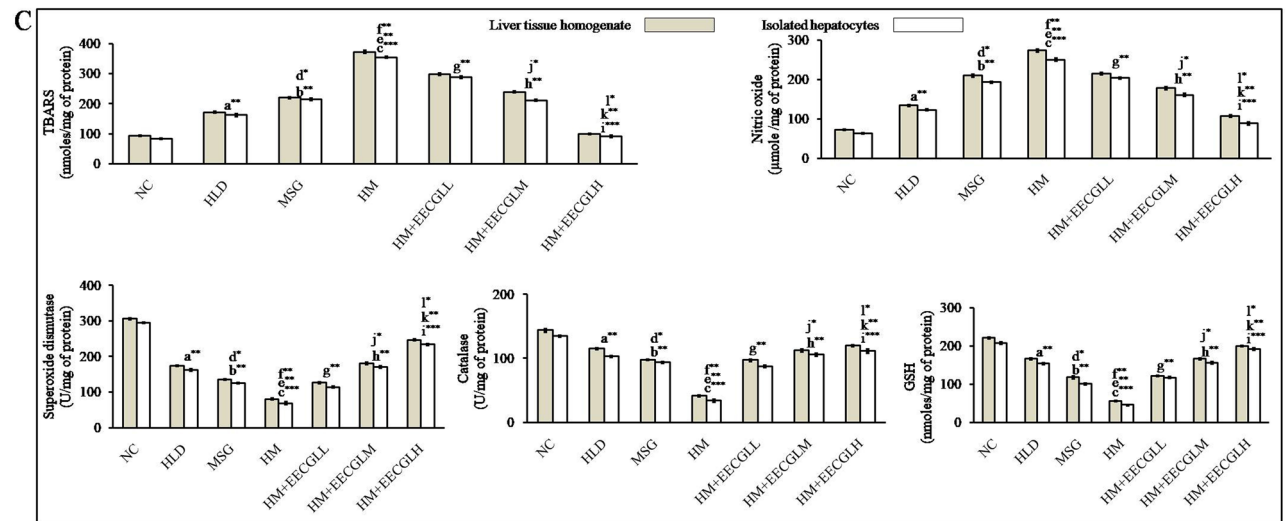 C
Liver tissue homogenate
Isolated hepatocytes
TBARS
(nmoles/mg of protein)
400
300
200
100
0
a**
d*
b**
f**
e**
c***
g**
j*
h**
l*
k**
i***
NC
HLD
MSG
HM
HM+EECGLL
HM+EECGLM
HM+EECGLH
Nitric oxide
(µmole /mg of protein)
300
200
100
0
a**
d*
b**
f**
e**
c***
g**
j*
h**
l*
k**
i***
NC
HLD
MSG
HM
HM+EECGLL
HM+EECGLM
HM+EECGLH
Superoxide dismutase
(U/mg of protein)
400
300
200
100
0
a**
d*
b**
f**
e**
c***
g**
j*
h**
l*
k**
i***
NC
HLD
MSG
HM
HM+EECGLL
HM+EECGLM
HM+EECGLH
Catalase
(U/mg of protein)
200
100
0
a**
d*
b**
f**
e**
c***
g**
j*
h**
l*
k**
i***
NC
HLD
MSG
HM
HM+EECGLL
HM+EECGLM
HM+EECGLH
GSH
(nmoles/mg of protein)
300
200
100
0
a**
d*
b**
f**
e**
c***
g**
j*
h**
l*
k**
i***
NC
HLD
MSG
HM
HM+EECGLL
HM+EECGLM
HM+EECGLH